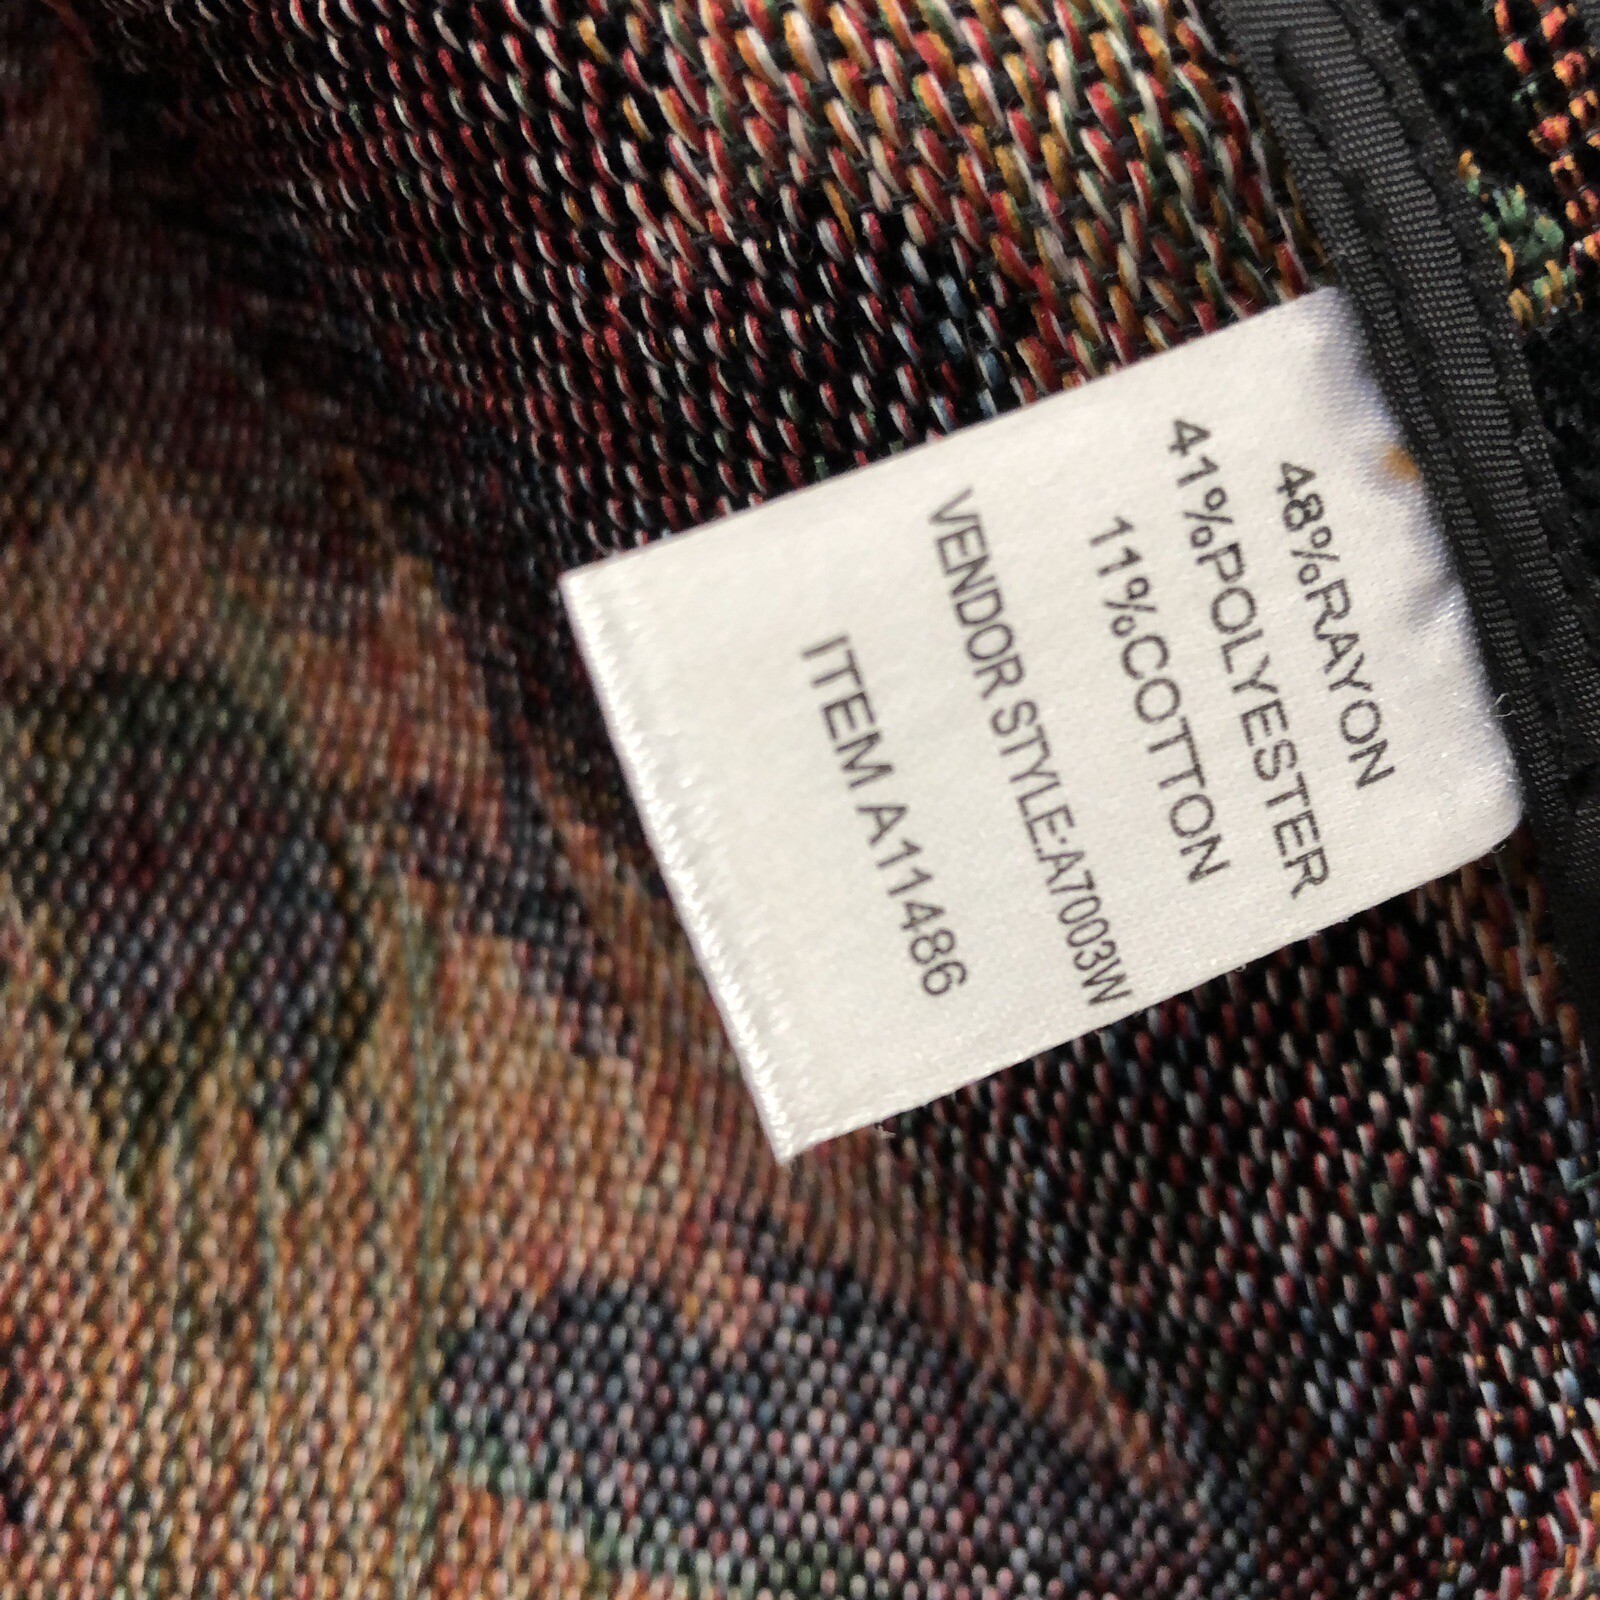 48%RAYON
41%POLYESTER
11%COTTON
VENDOR STYLE:A7003W
ITEM A11486